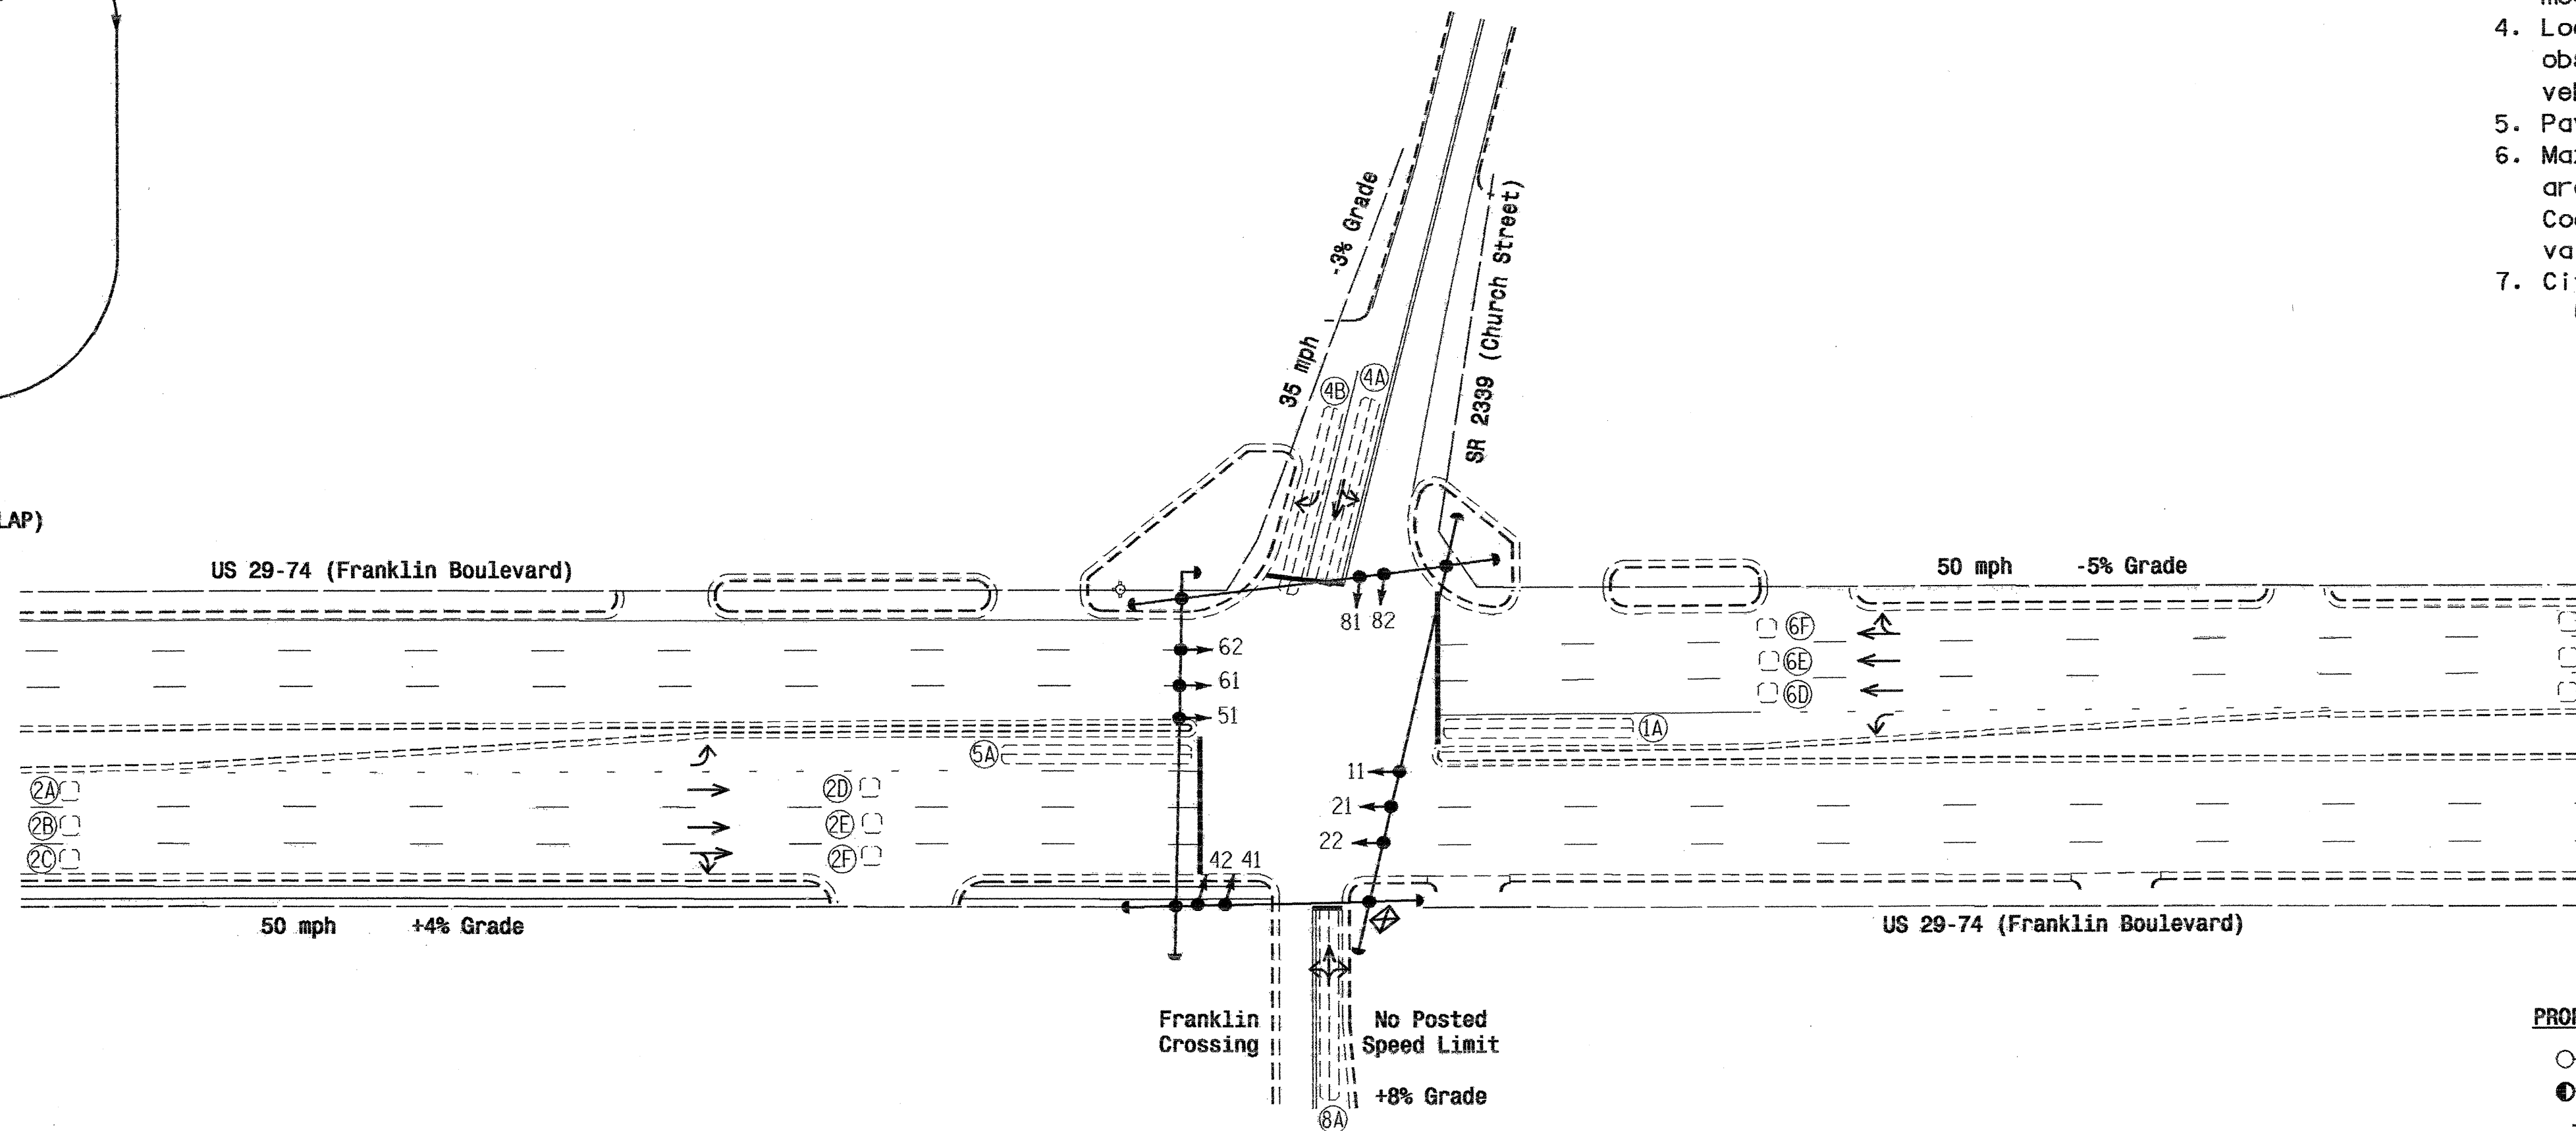 4.
5.
6.
7.
-3% Grade
35 mph
SR 2339 (Church Street)
4B
4A
LAP)
US 29-74 (Franklin Boulevard)
50 mph -5% Grade
81 82
62
61
51
6F
6E
6D
1A
5A
11
21
22
2A
2B
2C
2D
2E
2F
42 41
50 mph +4% Grade
US 29-74 (Franklin Boulevard)
Franklin
Crossing
No Posted
Speed Limit
+8% Grade
8A